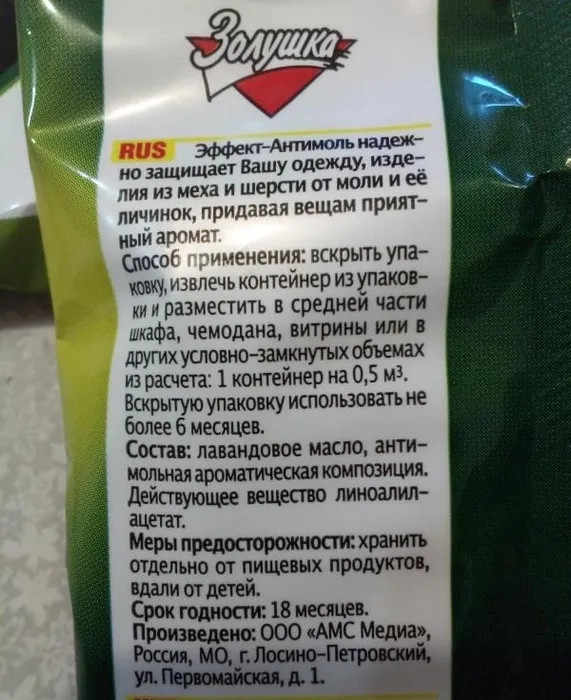 Золушка
RUS Эффект-Антимоль надеж-
но защищает Вашу одежду, изде-
лия из меха и шерсти от моли и её
личинок, придавая вещам прият-
ный аромат.
Способ применения: вскрыть упа-
ковку, извлечь контейнер из упаков-
ки и разместить в средней части
шкафа, чемодана, витрины или в
других условно-замкнутых объемах
из расчета: 1 контейнер на 0,5 м³.
Вскрытую упаковку использовать не
более 6 месяцев.
Состав: лавандовое масло, анти-
мольная ароматическая композиция.
Действующее вещество линоалил-
ацетат.
Меры предосторожности: хранить
отдельно от пищевых продуктов,
вдали от детей.
Срок годности: 18 месяцев.
Произведено: ООО «АМС Медиа»,
Россия, МО, г. Лосино-Петровский,
ул. Первомайская, д. 1.